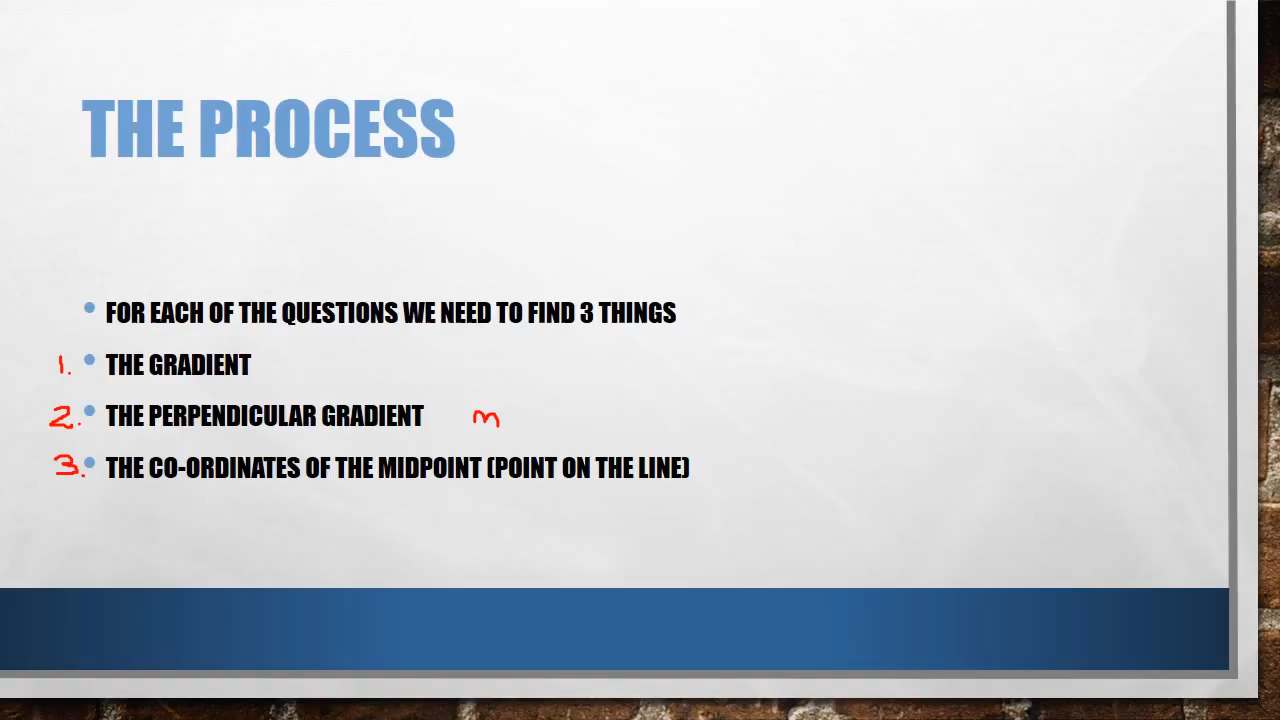 THE PROCESS
• FOR EACH OF THE QUESTIONS WE NEED TO FIND 3 THINGS
1. • THE GRADIENT
2. • THE PERPENDICULAR GRADIENT m
3. • THE CO-ORDINATES OF THE MIDPOINT (POINT ON THE LINE)